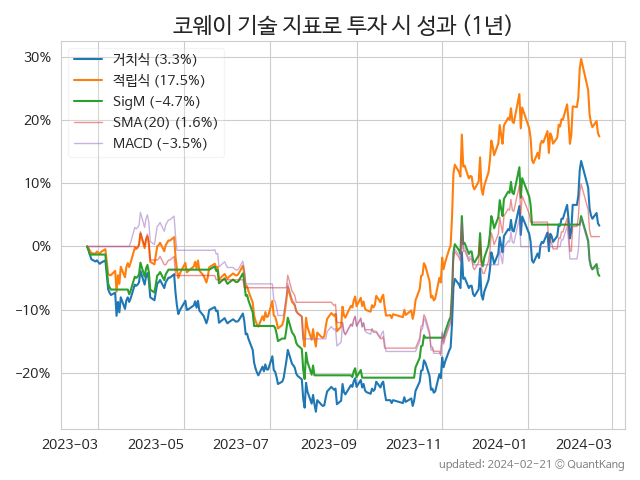 코웨이 기술 지표로 투자 시 성과 (1년)
거치식 (3.3%)
적립식 (17.5%)
SigM (−4.7%)
SMA(20) (1.6%)
MACD (−3.5%)
30%
20%
10%
0%
−10%
−20%
2023-03 2023-05 2023-07 2023-09 2023-11 2024-01 2024-03
updated: 2024-02-21 ⓒ QuantKang